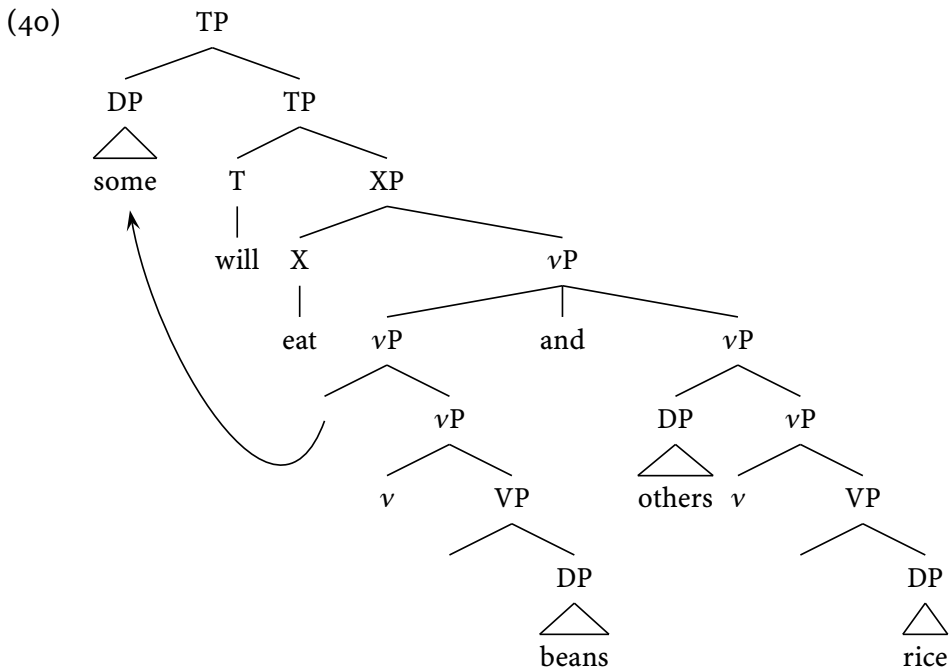 (40) TP
DP TP
some T XP
will X vP
eat vP and vP
vP DP vP
v VP others v VP
DP DP
beans rice